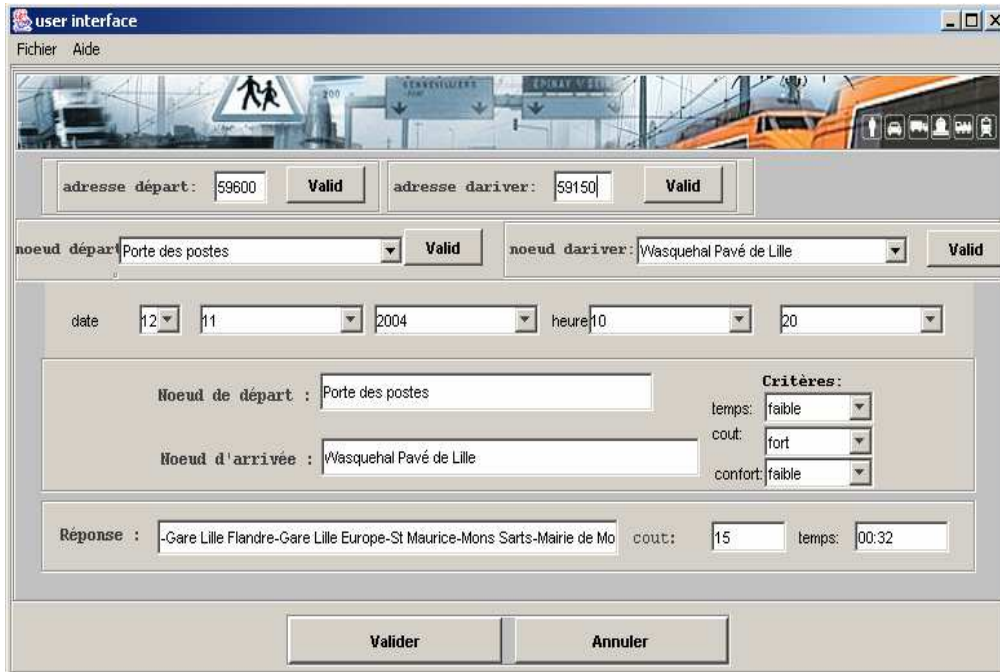 user interface
Fichier Aide
200
GENNEVILLIERS
adresse départ: 59600 Valid adresse dariver: 59150 Valid
noeud départ Porte des postes Valid noeud dariver: Wasquehal Pavé de Lille Valid
date 12 11 2004 heure 10 20
Critères:
Noeud de départ : Porte des postes temps: faible
cout: fort
Noeud d'arrivée : Wasquehal Pavé de Lille
confort: faible
Réponse : -Gare Lille Flandre-Gare Lille Europe-St Maurice-Mons Sarts-Mairie de Mo cout: 15 temps: 00:32
Valider Annuler